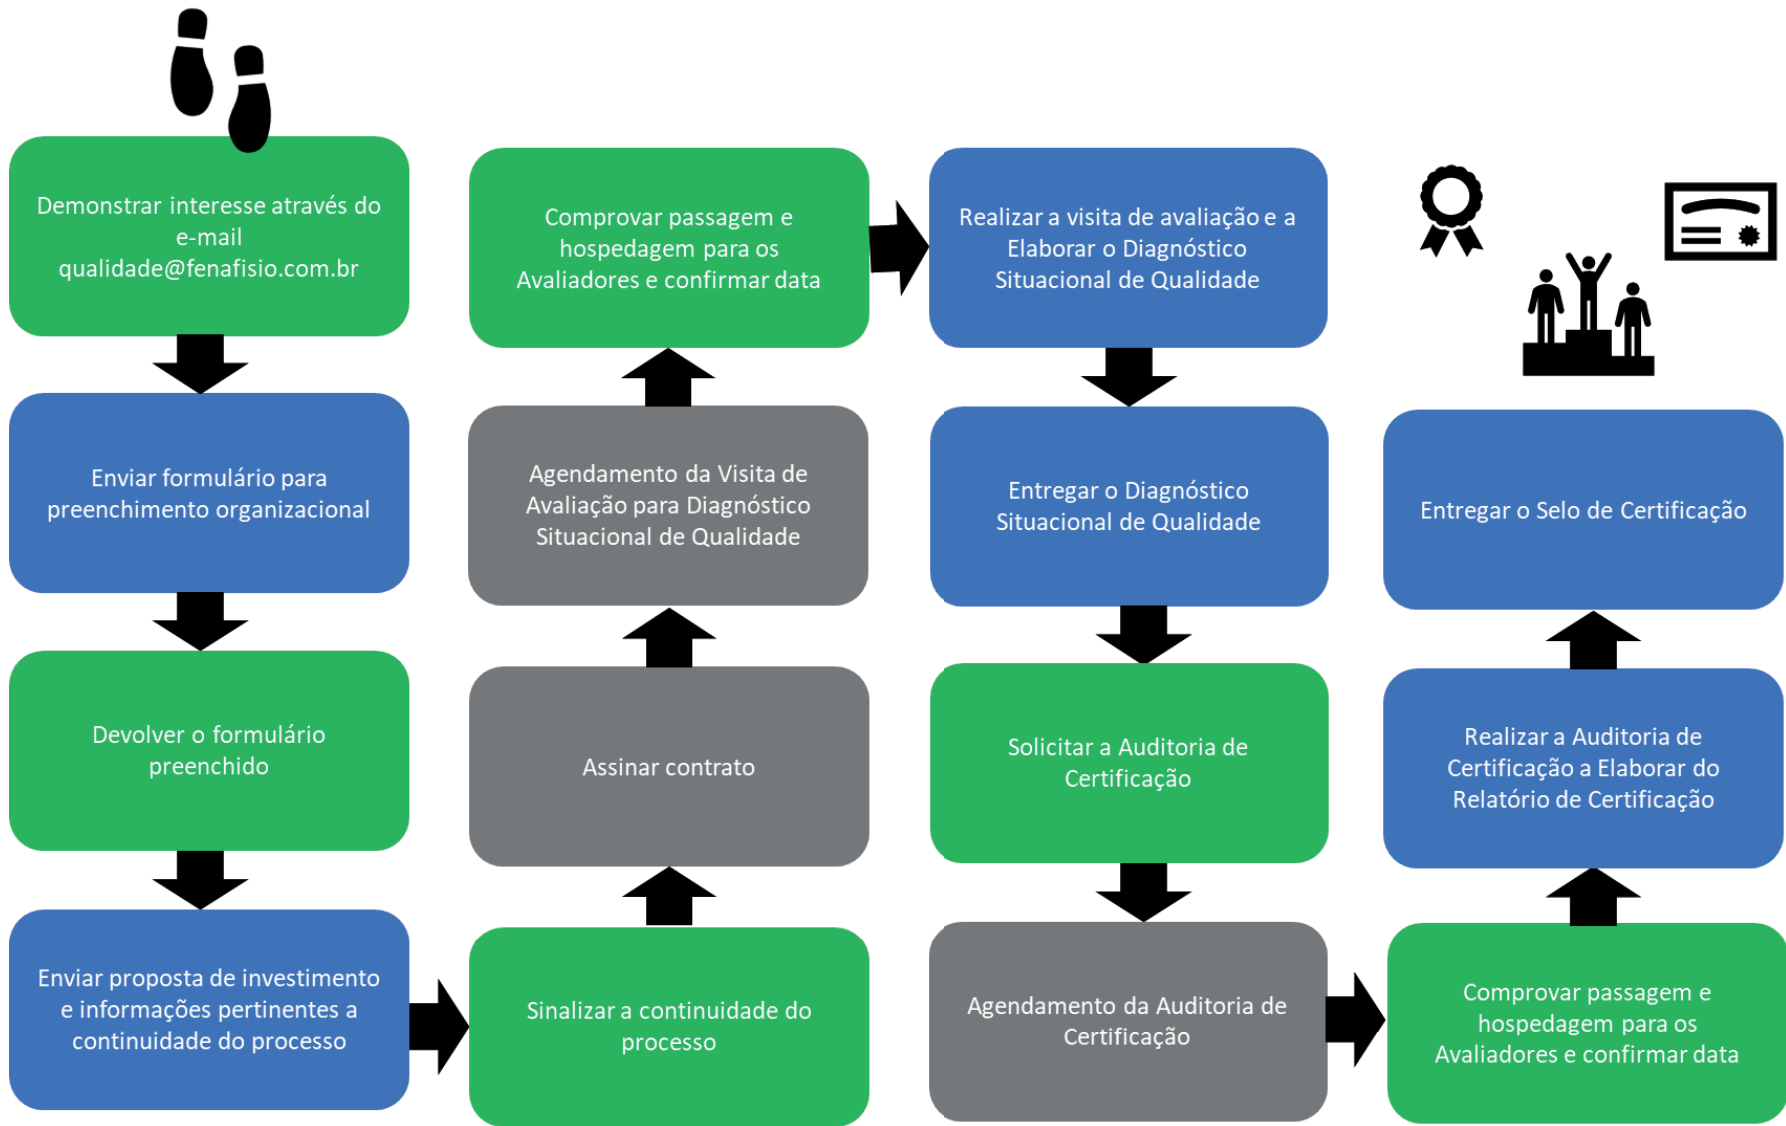 Demonstrar interesse através do
e-mail
qualidade@fenafisio.com.br
Enviar formulário para
preenchimento organizacional
Devolver o formulário
preenchido
Enviar proposta de investimento
e informações pertinentes a
continuidade do processo
Sinalizar a continuidade do
processo
Assinar contrato
Agendamento da Visita de
Avaliação para Diagnóstico
Situacional de Qualidade
Comprovar passagem e
hospedagem para os
Avaliadores e confirmar data
Realizar a visita de avaliação e a
Elaborar o Diagnóstico
Situacional de Qualidade
Entregar o Diagnóstico
Situacional de Qualidade
Solicitar a Auditoria de
Certificação
Agendamento da Auditoria de
Certificação
Comprovar passagem e
hospedagem para os
Avaliadores e confirmar data
Realizar a Auditoria de
Certificação a Elaborar do
Relatório de Certificação
Entregar o Selo de Certificação